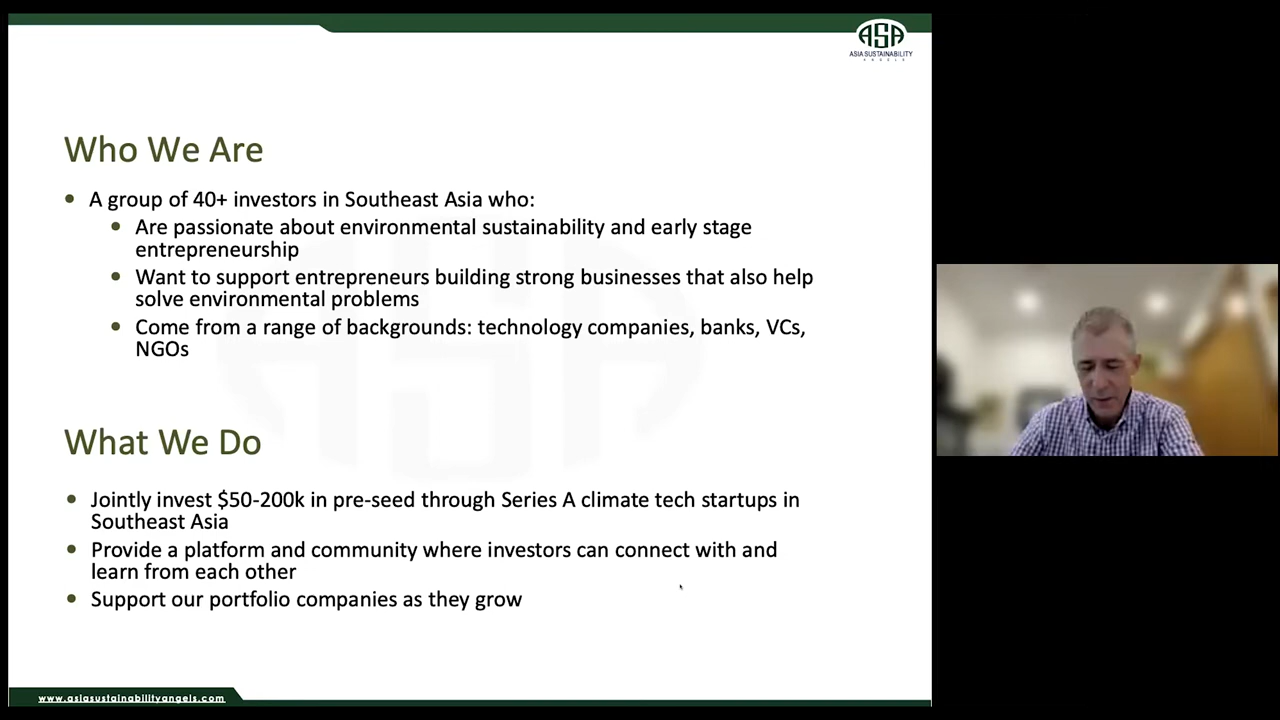 ASA
ASIA SUSTAINABILITY
ANGELS
Who We Are
• A group of 40+ investors in Southeast Asia who:
• Are passionate about environmental sustainability and early stage
entrepreneurship
• Want to support entrepreneurs building strong businesses that also help
solve environmental problems
• Come from a range of backgrounds: technology companies, banks, VCs,
NGOs
What We Do
• Jointly invest $50-200k in pre-seed through Series A climate tech startups in
Southeast Asia
• Provide a platform and community where investors can connect with and
learn from each other
• Support our portfolio companies as they grow
www.asiasustainabilityangels.com